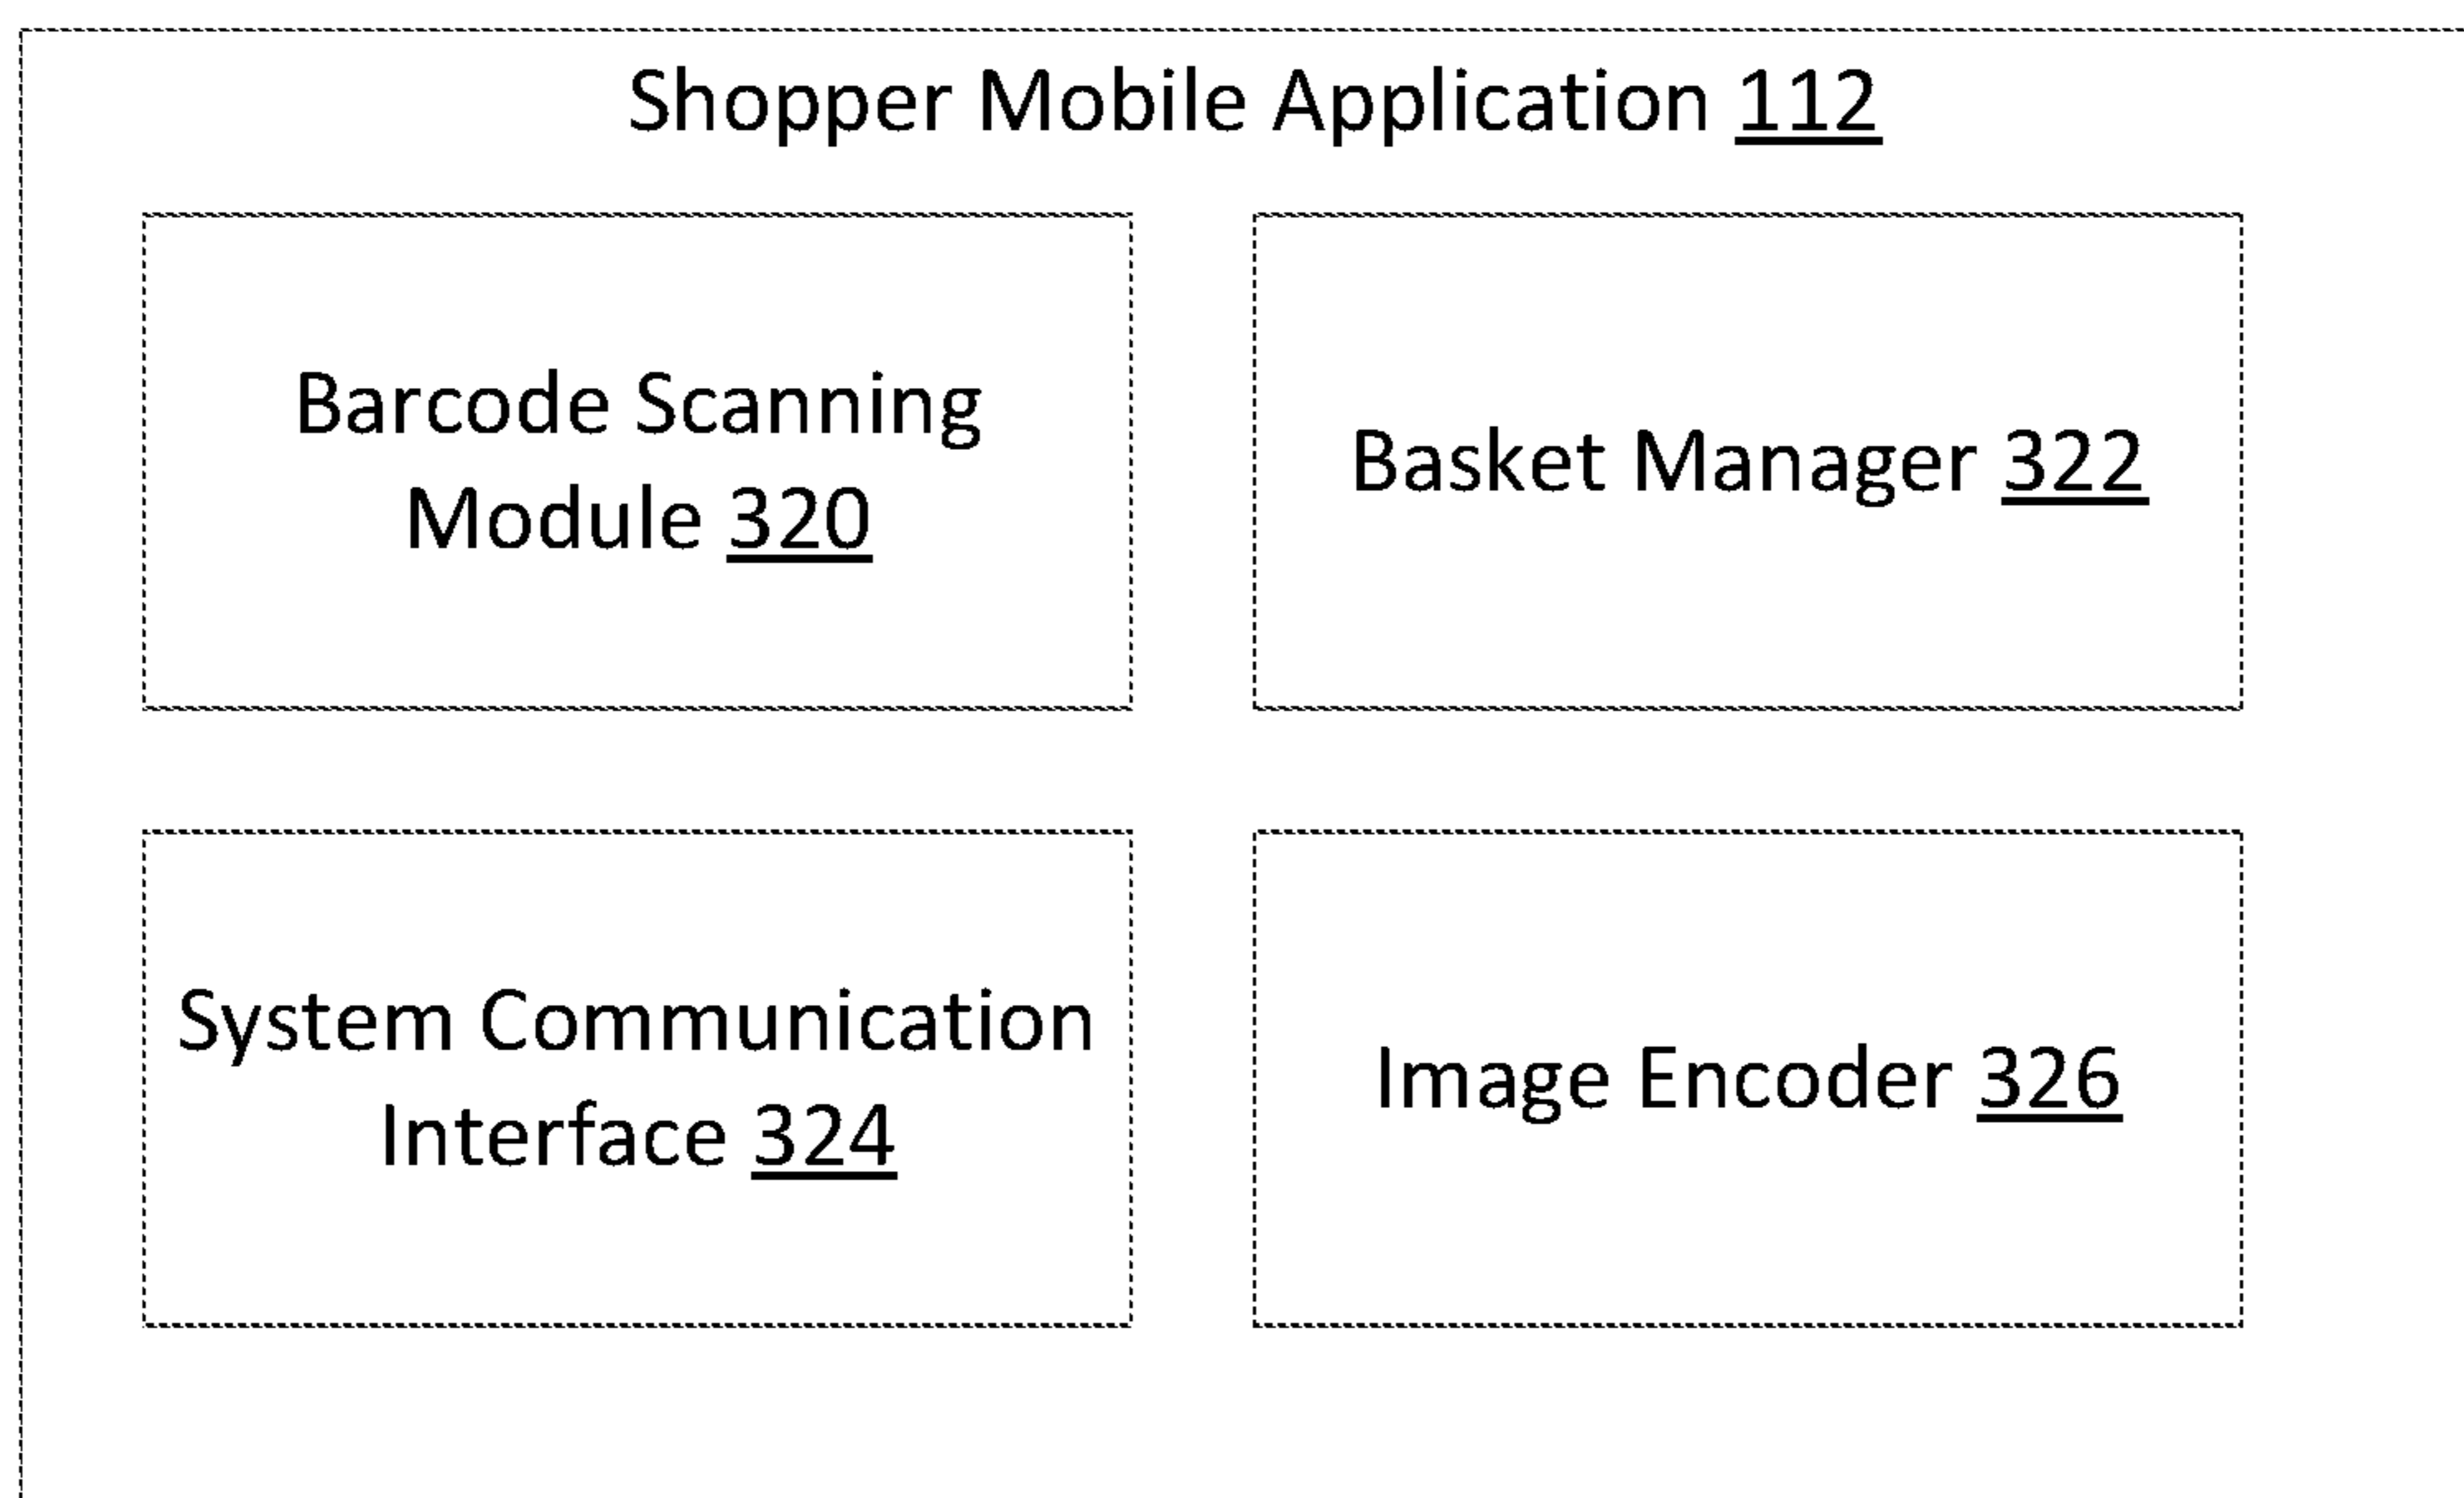 Shopper Mobile Application 112
Barcode Scanning
Module 320
Basket Manager 322
System Communication
Interface 324
Image Encoder 326